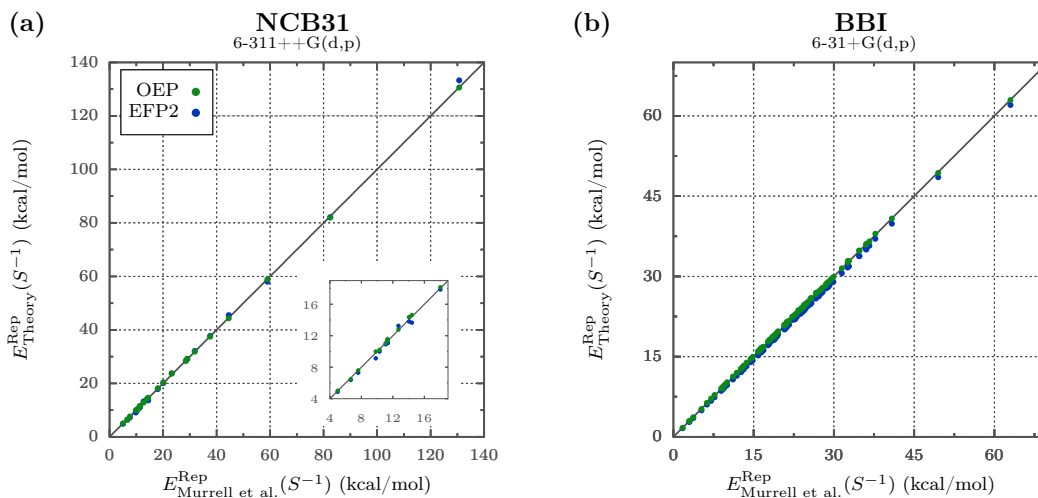 (a)
NCB31
6-311++G(d,p)
E^Rep_Theory(S^−1) (kcal/mol)
140
120
100
80
60
40
20
0
OEP
EFP2
16
12
8
4
4 8 12 16
0 20 40 60 80 100 120 140
E^Rep_Murrell et al.(S^−1) (kcal/mol)
(b)
BBI
6-31+G(d,p)
E^Rep_Theory(S^−1) (kcal/mol)
60
45
30
15
0
0 15 30 45 60
E^Rep_Murrell et al.(S^−1) (kcal/mol)